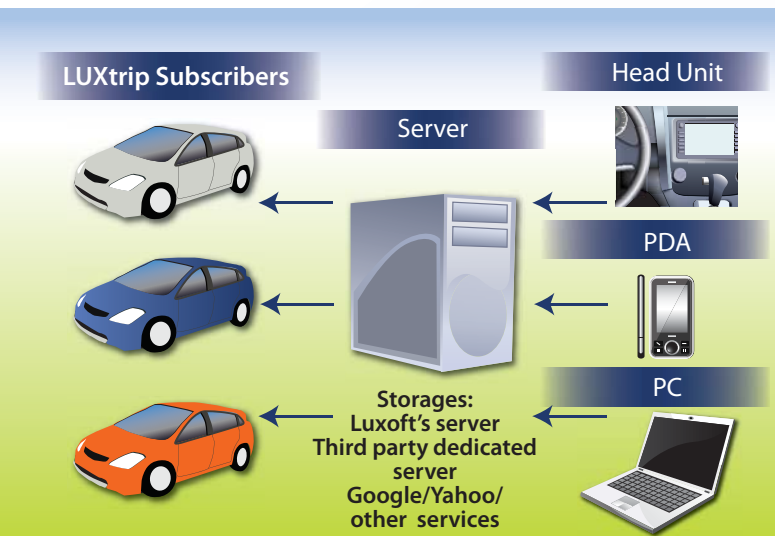 LUXtrip Subscribers
Head Unit
Server
PDA
PC
Storages:
Luxoft's server
Third party dedicated
server
Google/Yahoo/
other services